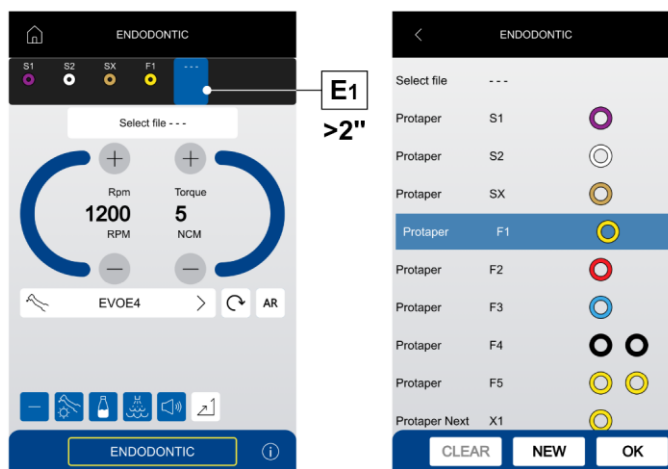 ENDODONTIC
S1 S2 SX F1 ---
E1
>2"
Select file ---
Rpm Torque
1200 5
RPM NCM
EVOE4 > AR
ENDODONTIC
ENDODONTIC
Select file ---
Protaper S1
Protaper S2
Protaper SX
Protaper F1
Protaper F2
Protaper F3
Protaper F4
Protaper F5
Protaper Next X1
CLEAR NEW OK